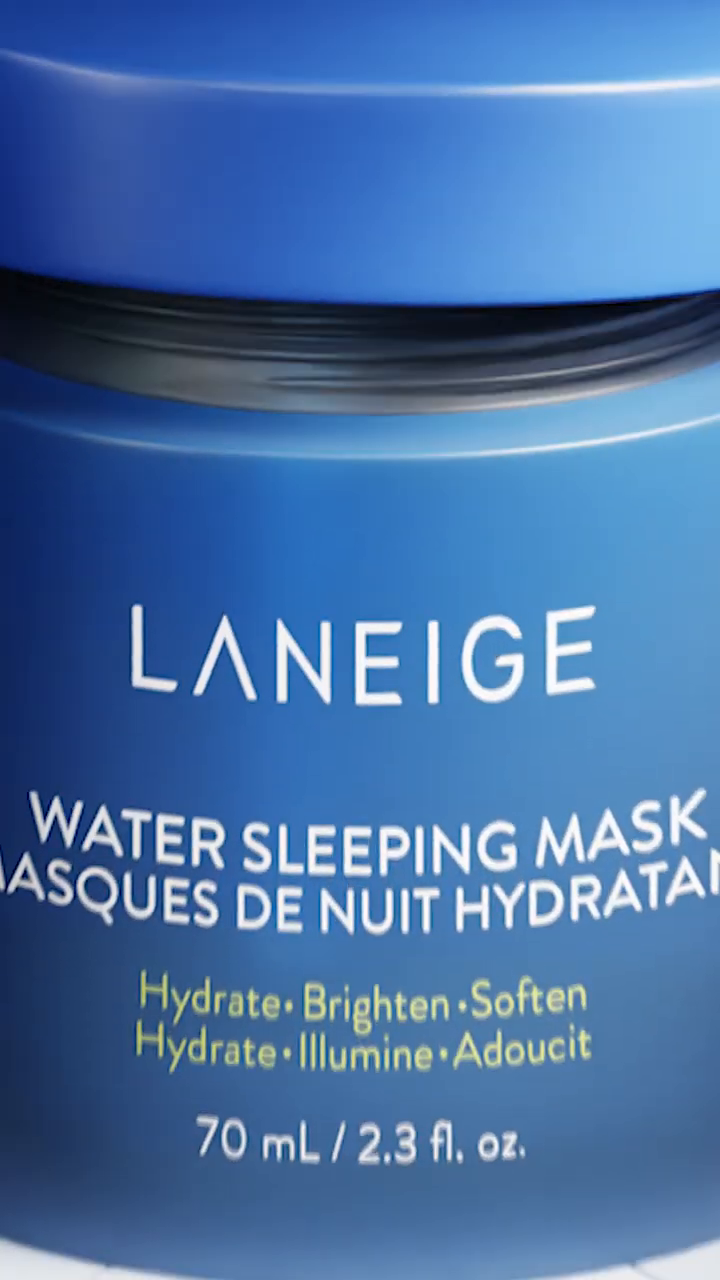 LANEIGE
WATER SLEEPING MASK
MASQUES DE NUIT HYDRATAN
Hydrate • Brighten • Soften
Hydrate • Illumine • Adoucit
70 mL / 2.3 fl. oz.